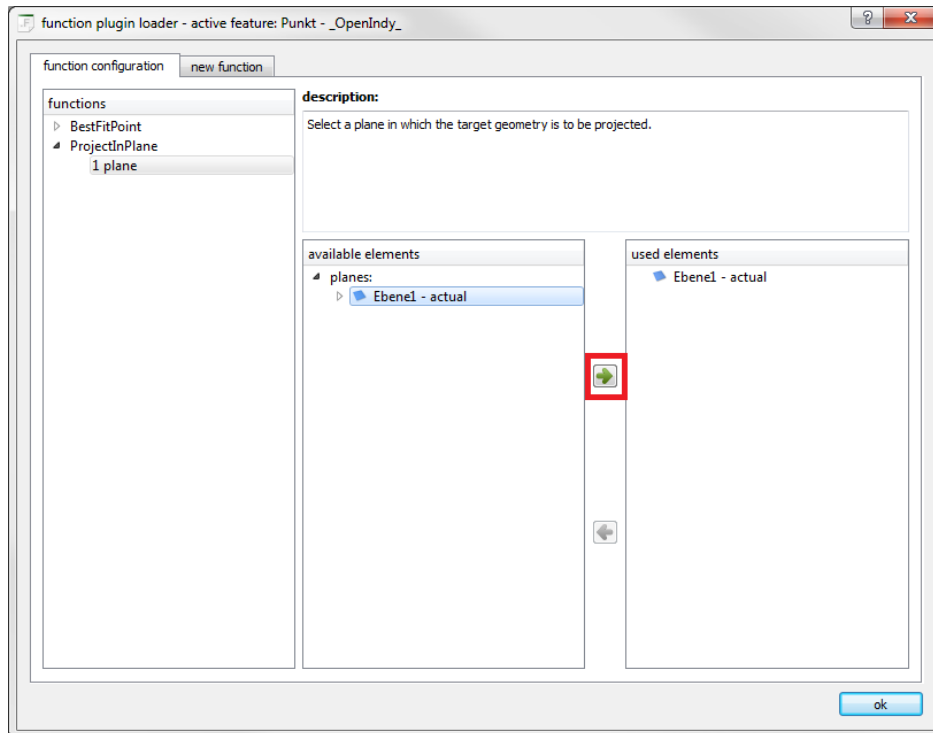 function plugin loader - active feature: Punkt - _OpenIndy_
function configuration
new function
functions
BestFitPoint
ProjectInPlane
1 plane
description:
Select a plane in which the target geometry is to be projected.
available elements
planes:
Ebene1 - actual
used elements
Ebene1 - actual
ok